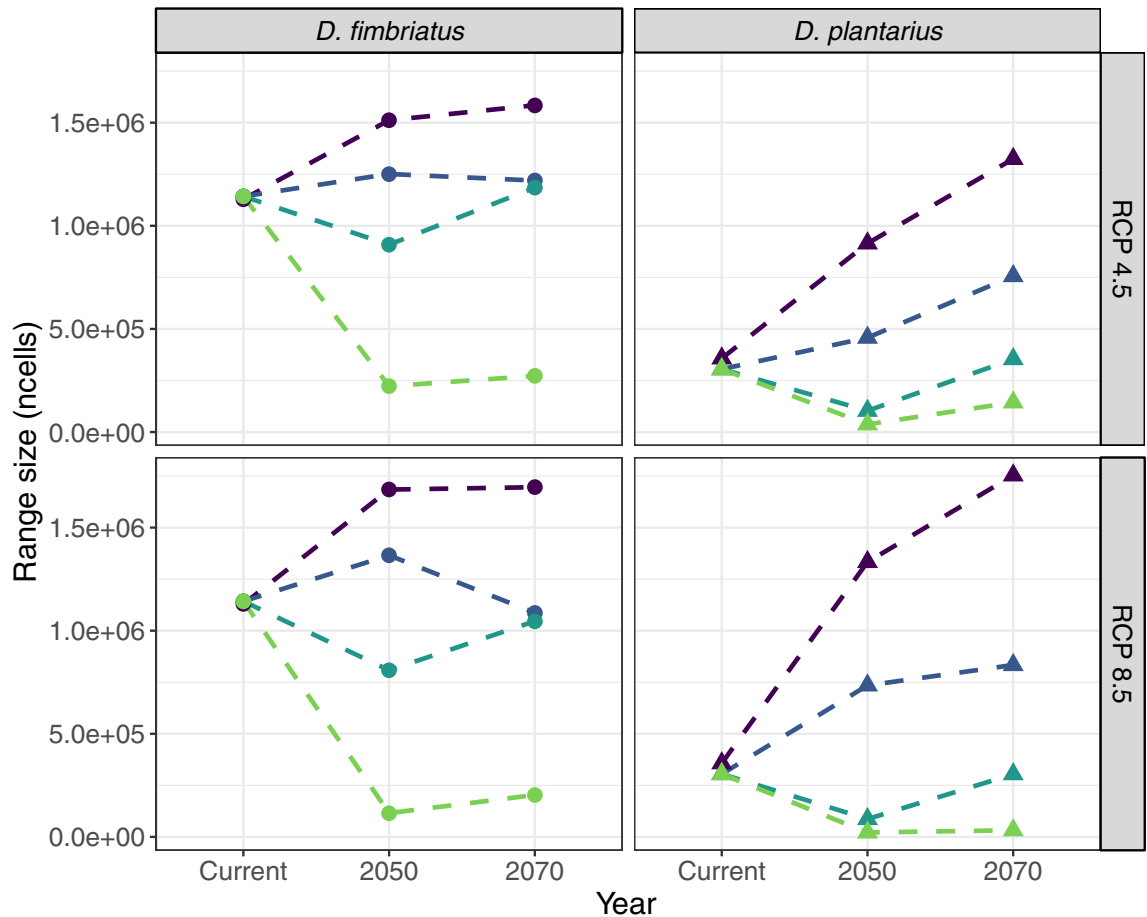 D. fimbriatus
D. plantarius
1.5e+06
1.0e+06
5.0e+05
0.0e+00
RCP 4.5
Range size (ncells)
1.5e+06
1.0e+06
5.0e+05
0.0e+00
RCP 8.5
Current 2050 2070
Current 2050 2070
Year